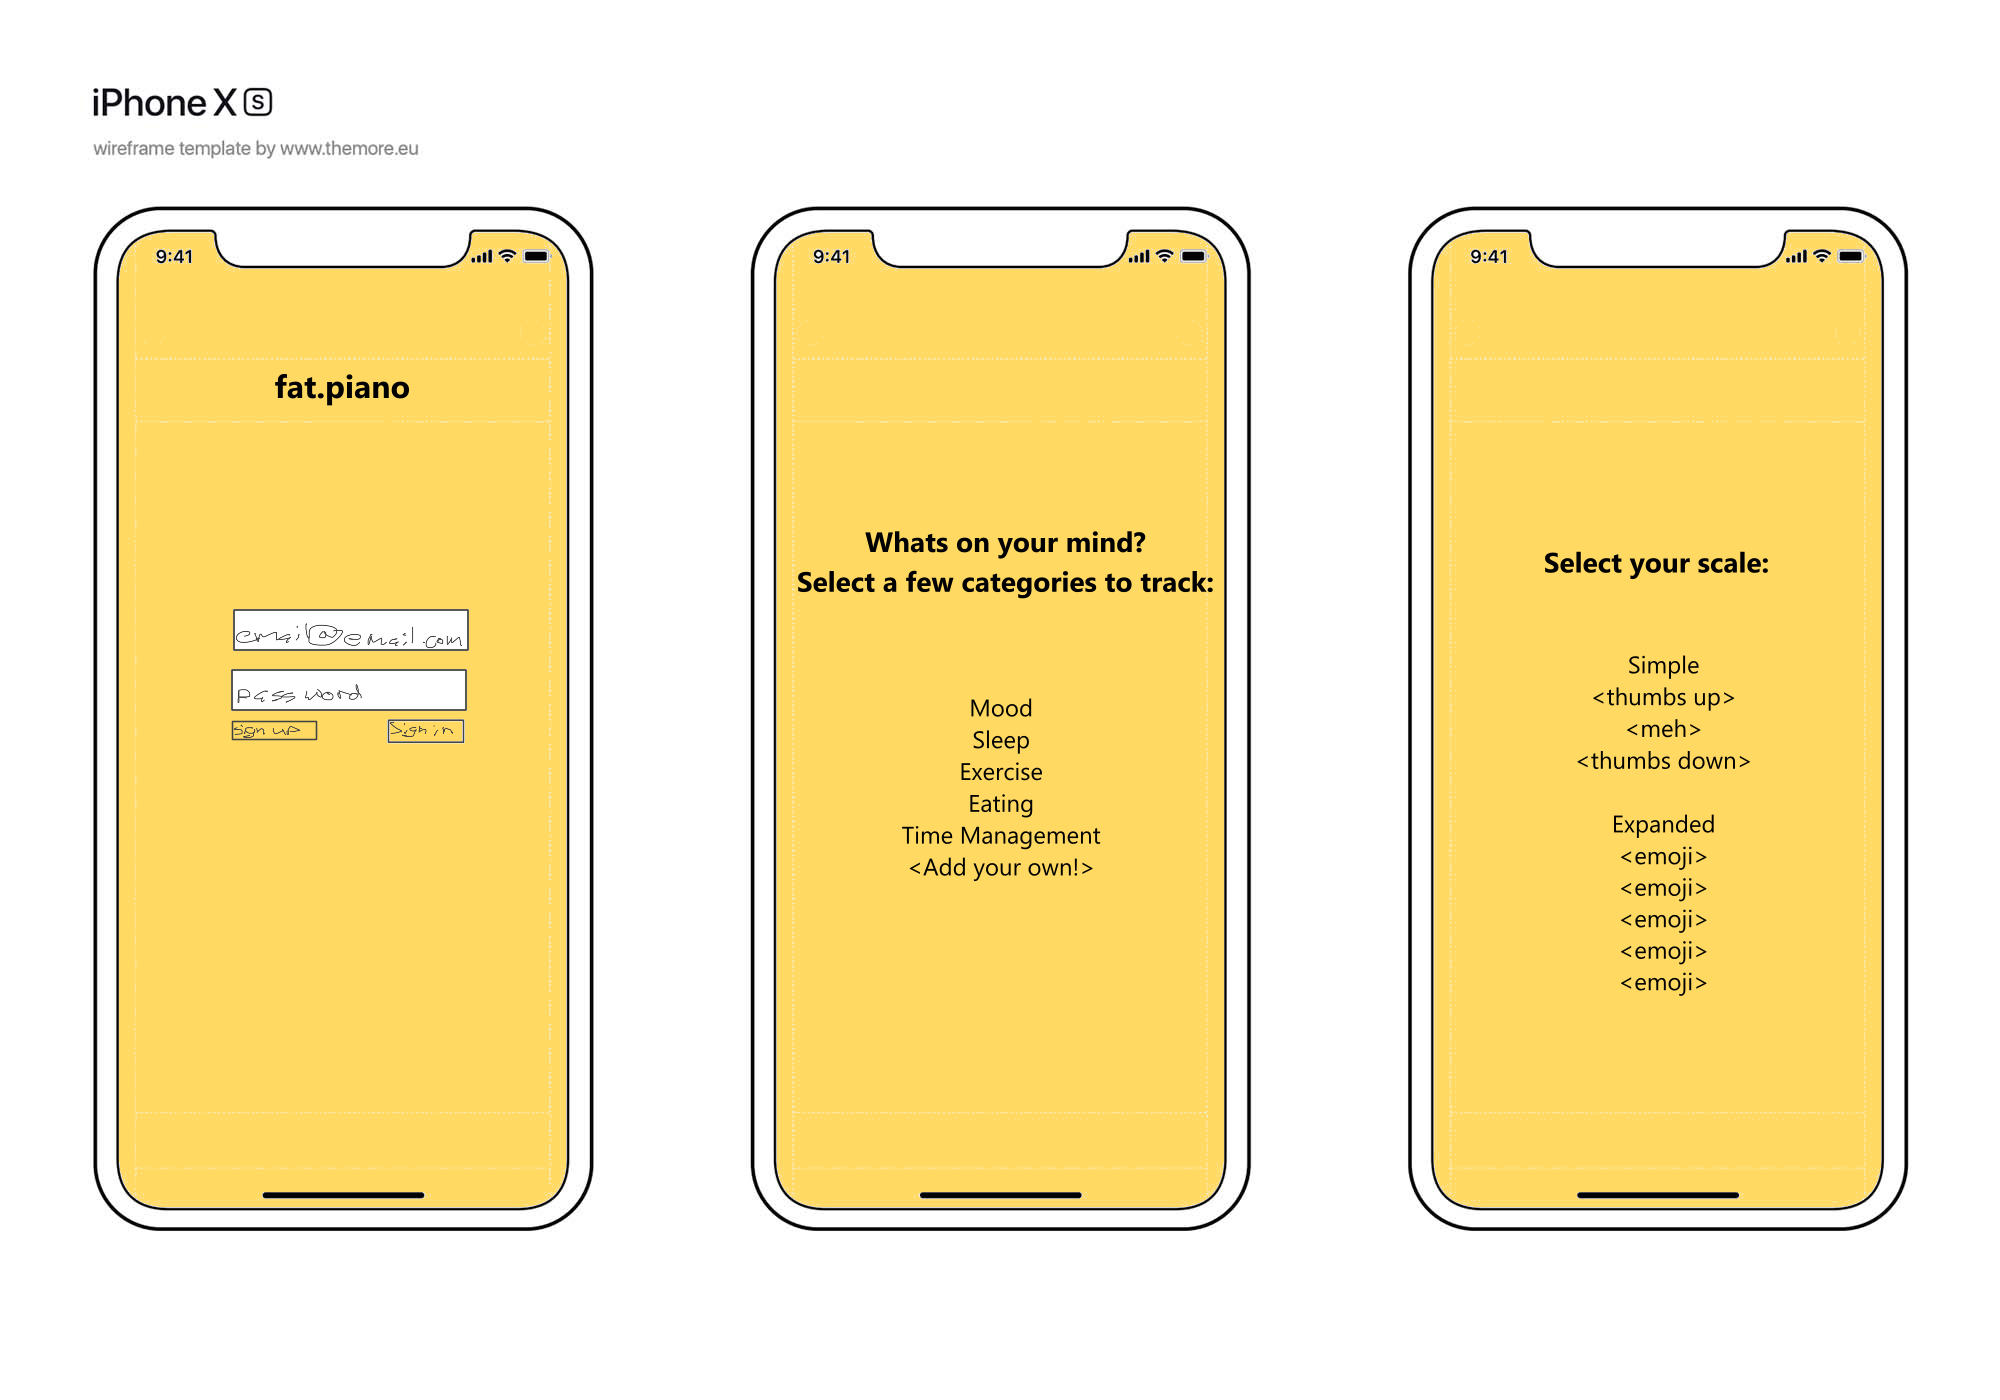 iPhone X S
wireframe template by www.themore.eu
9:41
fat.piano
email@email.com
password
sign up
Sign in
9:41
Whats on your mind?
Select a few categories to track:
Mood
Sleep
Exercise
Eating
Time Management
<Add your own!>
9:41
Select your scale:
Simple
<thumbs up>
<meh>
<thumbs down>
Expanded
<emoji>
<emoji>
<emoji>
<emoji>
<emoji>